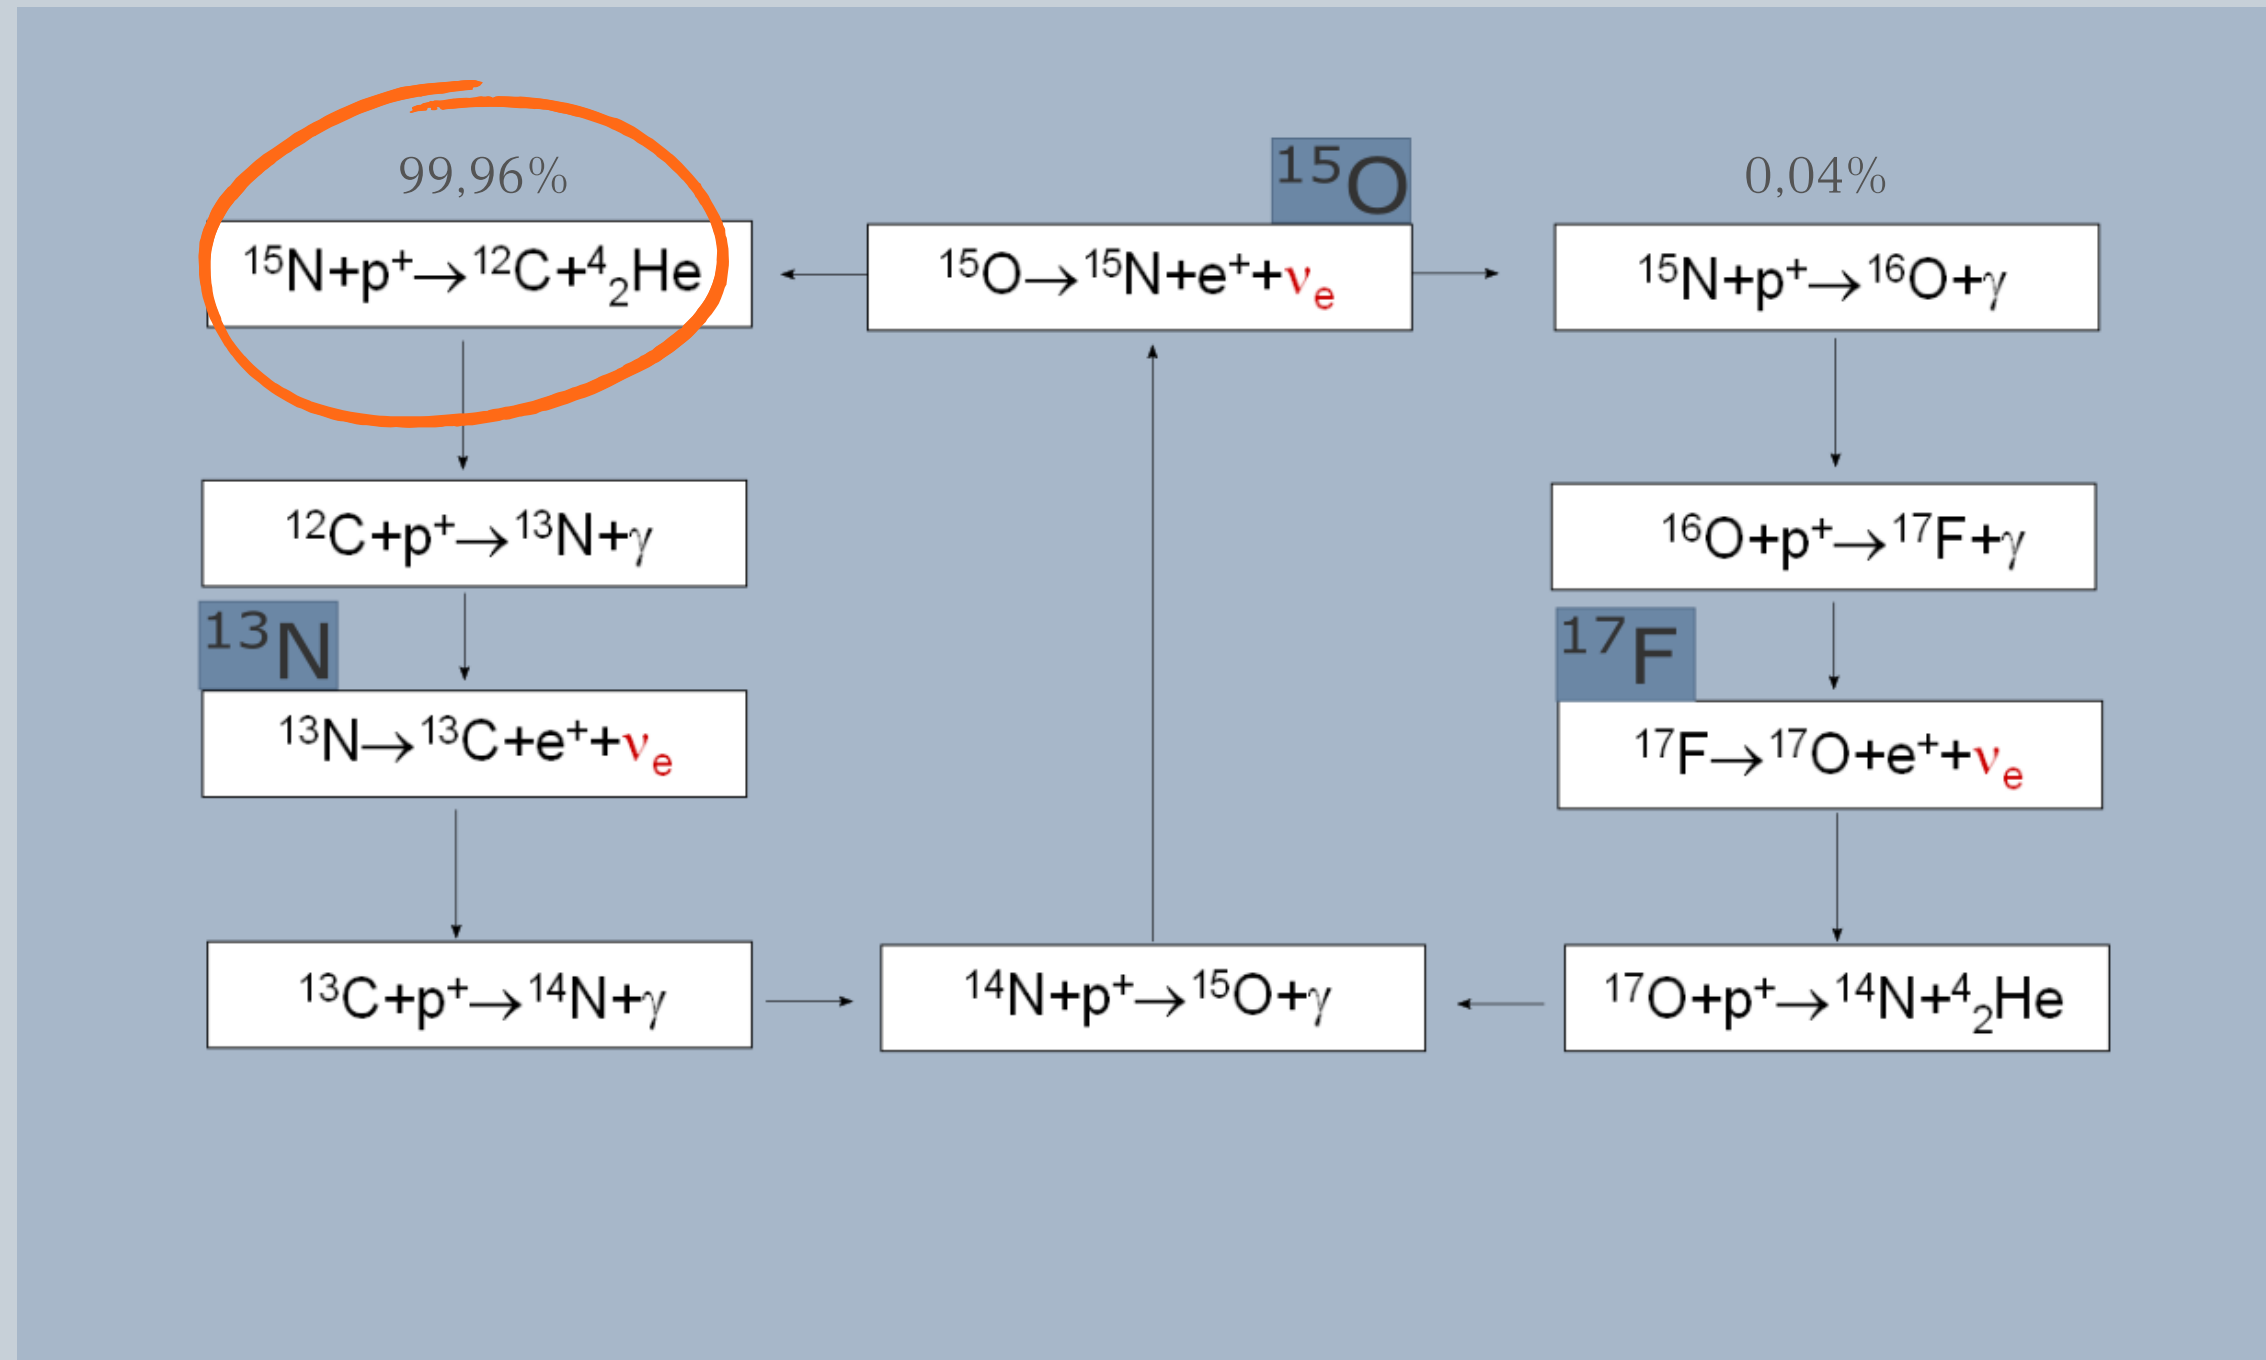 99,96%
¹⁵N+p⁺→¹²C+⁴₂He
¹²C+p⁺→¹³N+γ
¹³N
¹³N→¹³C+e⁺+νₑ
¹³C+p⁺→¹⁴N+γ
¹⁵O
¹⁵O→¹⁵N+e⁺+νₑ
¹⁴N+p⁺→¹⁵O+γ
0,04%
¹⁵N+p⁺→¹⁶O+γ
¹⁶O+p⁺→¹⁷F+γ
¹⁷F
¹⁷F→¹⁷O+e⁺+νₑ
¹⁷O+p⁺→¹⁴N+⁴₂He